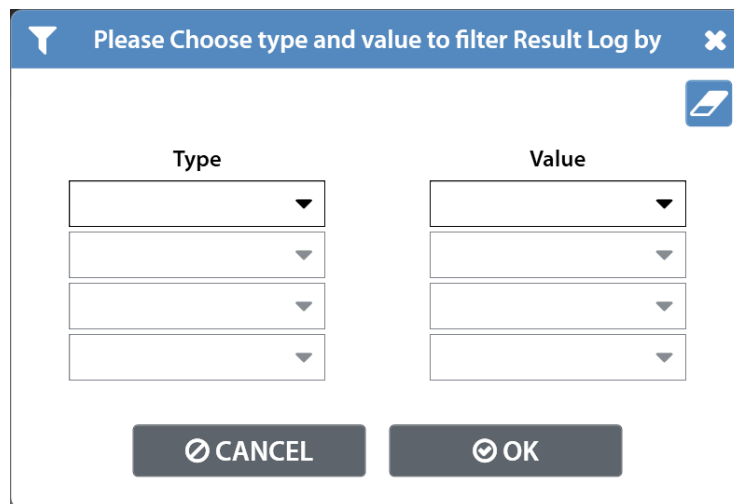 Please Choose type and value to filter Result Log by
Type Value
CANCEL OK